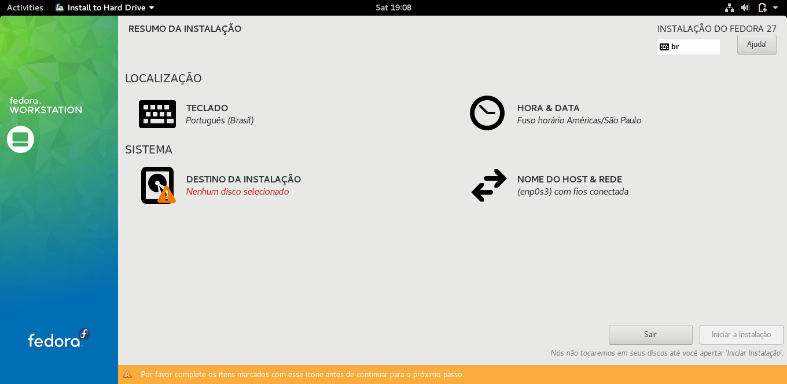 Activities Install to Hard Drive Sat 19:08
RESUMO DA INSTALAÇÃO
INSTALAÇÃO DO FEDORA 27
br
Ajuda!
fedora
WORKSTATION
LOCALIZAÇÃO
TECLADO
Português (Brasil)
HORA & DATA
Fuso horário Américas/São Paulo
SISTEMA
DESTINO DA INSTALAÇÃO
Nenhum disco selecionado
NOME DO HOST & REDE
(enp0s3) com fios conectada
fedora
Sair
Iniciar a Instalação
Nós não tocaremos em seus discos até você apertar 'Iniciar Instalação'.
Por favor complete os itens marcados com esse ícone antes de continuar para o próximo passo.